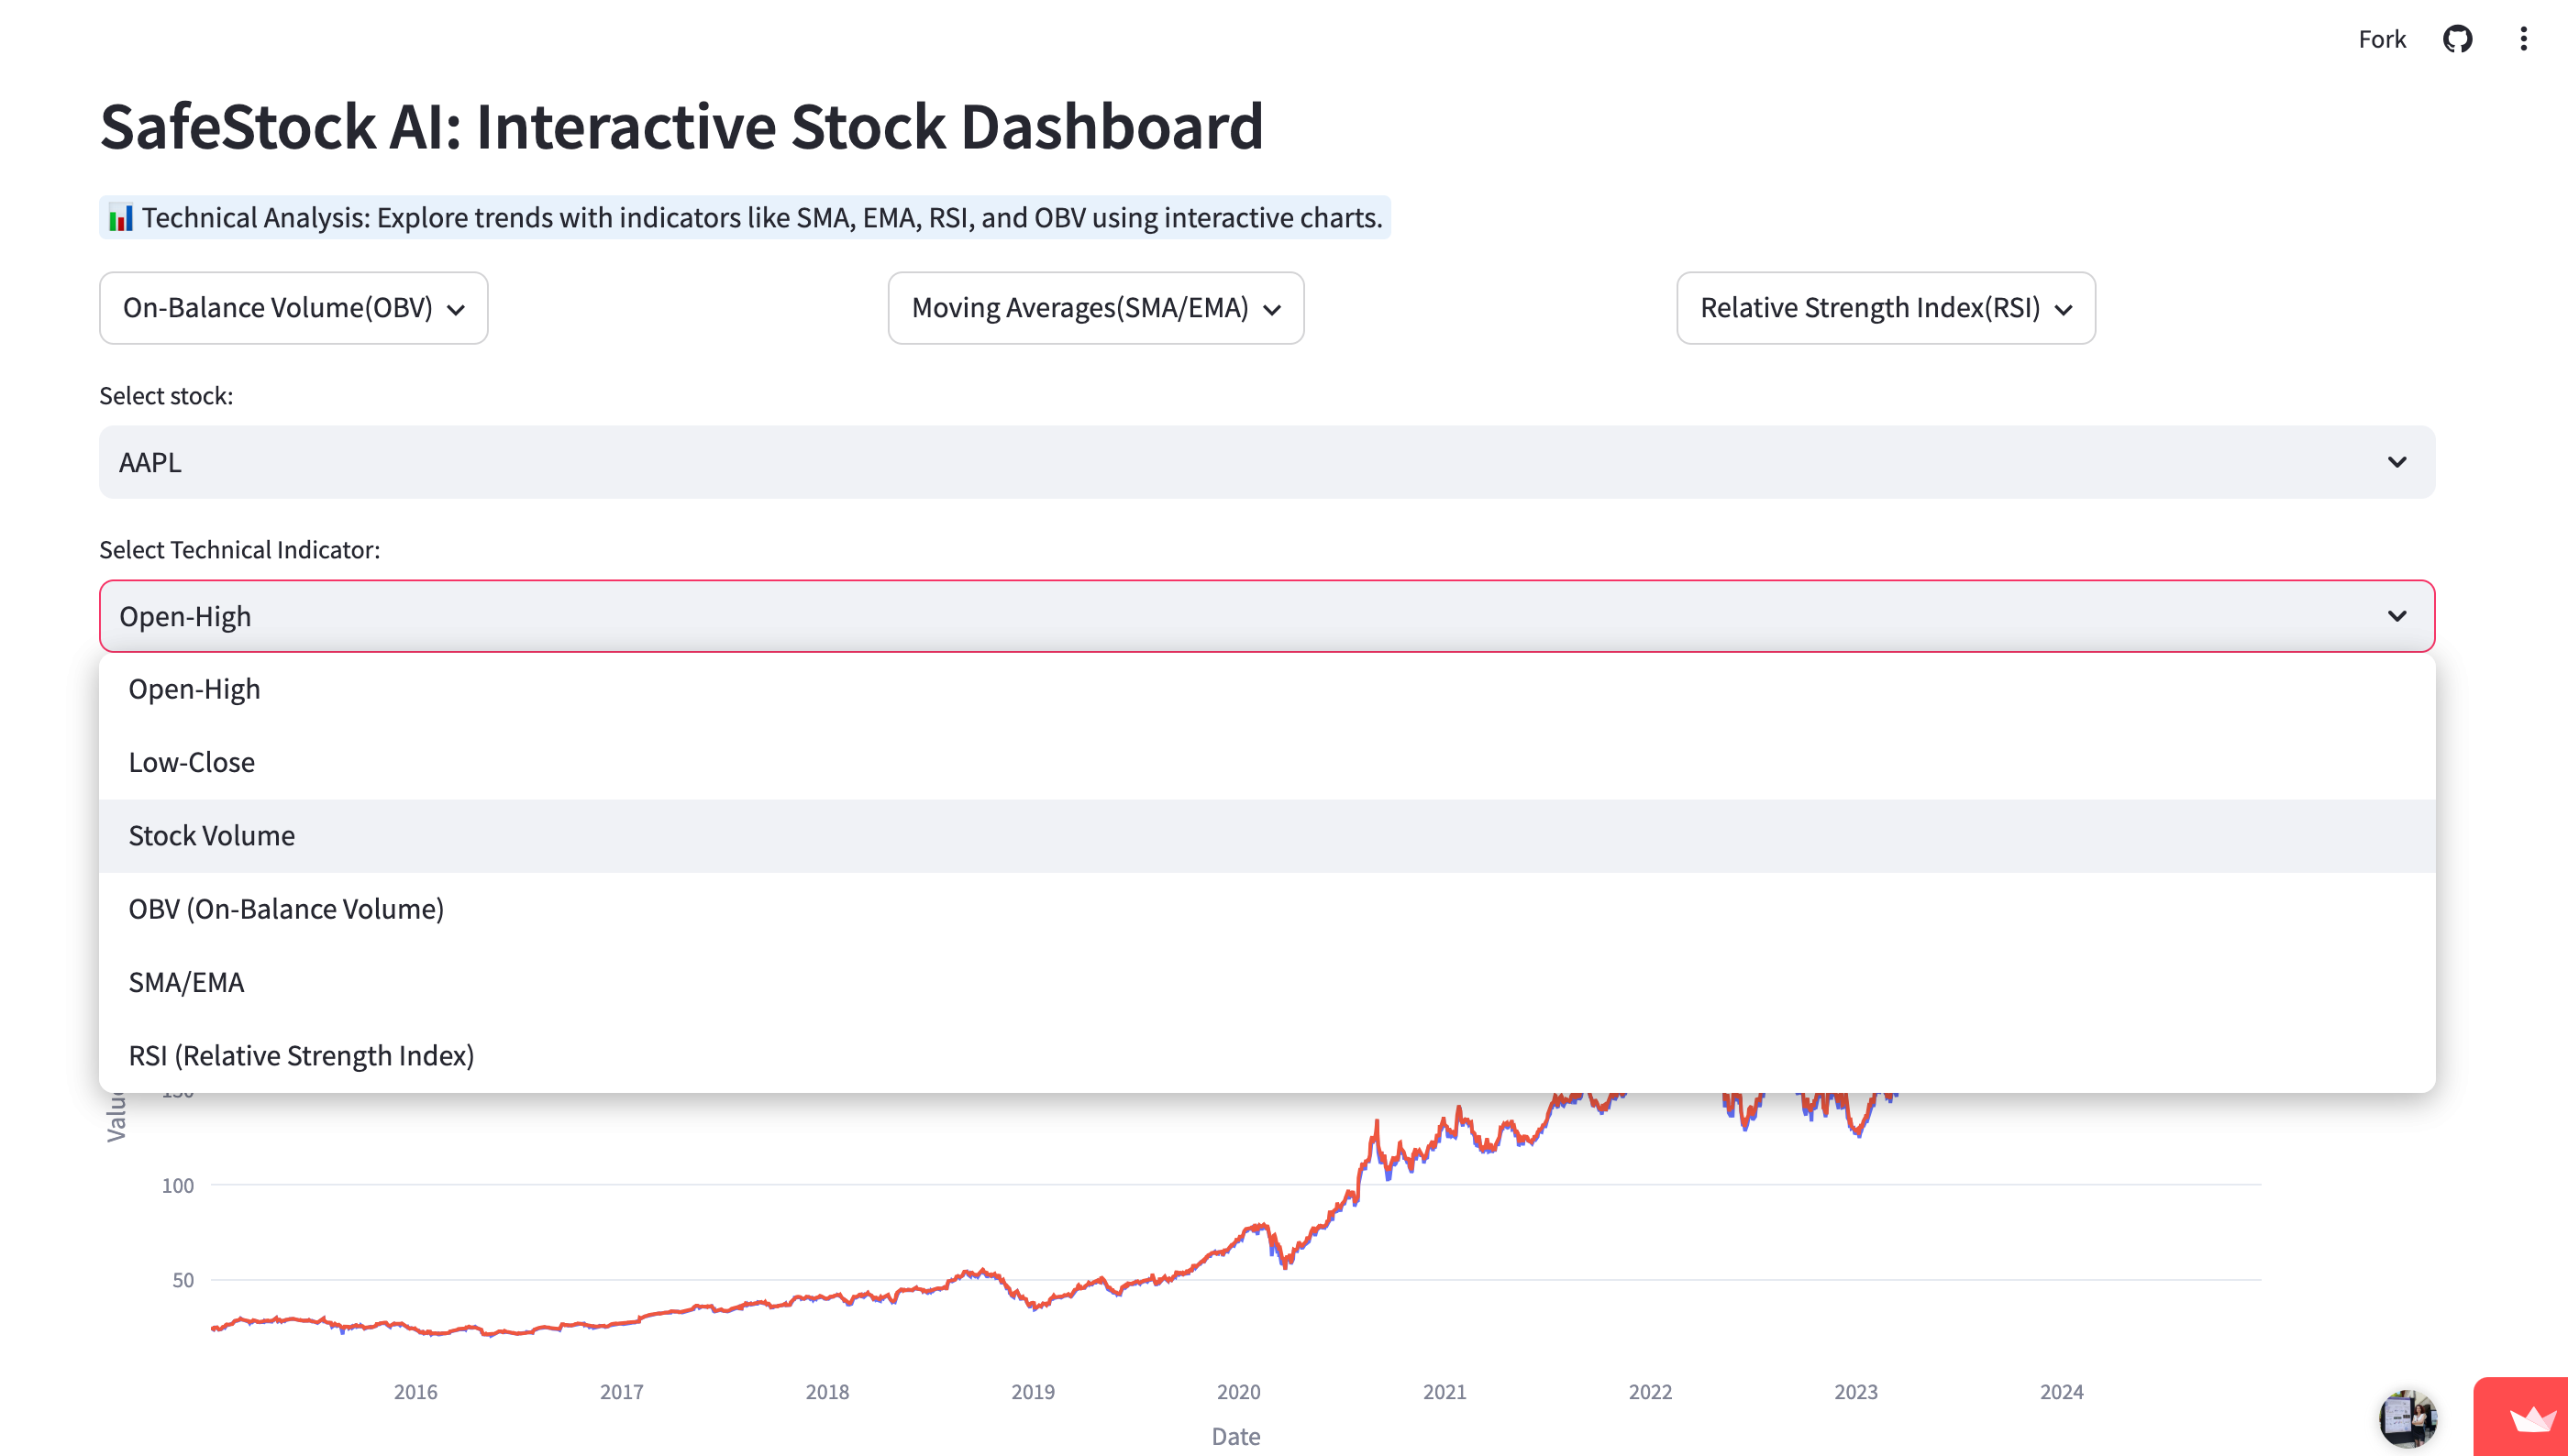 Fork
SafeStock AI: Interactive Stock Dashboard
Technical Analysis: Explore trends with indicators like SMA, EMA, RSI, and OBV using interactive charts.
On-Balance Volume(OBV)
Moving Averages(SMA/EMA)
Relative Strength Index(RSI)
Select stock:
AAPL
Select Technical Indicator:
Open-High
Open-High
Low-Close
Stock Volume
OBV (On-Balance Volume)
SMA/EMA
RSI (Relative Strength Index)
100
50
2016 2017 2018 2019 2020 2021 2022 2023 2024
Date